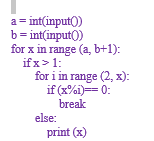 a = int(input())
b = int(input())
for x in range (a, b+1):
if x > 1:
for i in range (2, x):
if (x%i)== 0:
break
else:
print (x)